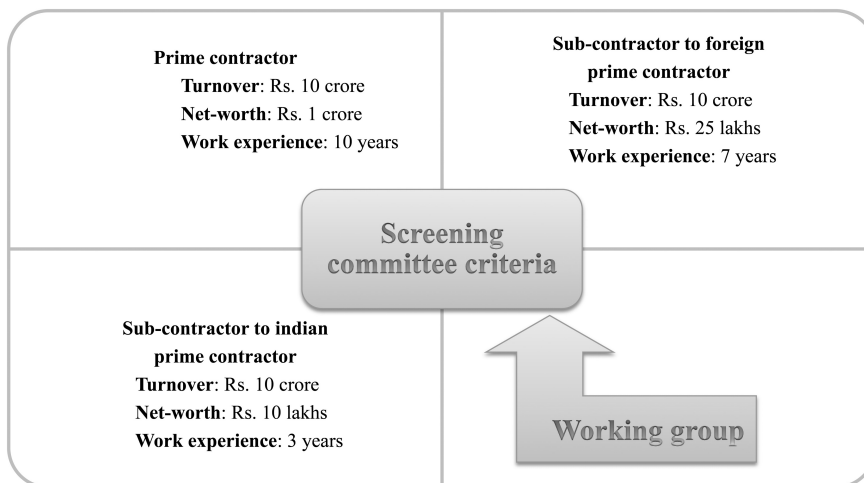 Prime contractor
Turnover: Rs. 10 crore
Net-worth: Rs. 1 crore
Work experience: 10 years
Sub-contractor to foreign
prime contractor
Turnover: Rs. 10 crore
Net-worth: Rs. 25 lakhs
Work experience: 7 years
Screening
committee criteria
Sub-contractor to indian
prime contractor
Turnover: Rs. 10 crore
Net-worth: Rs. 10 lakhs
Work experience: 3 years
Working group